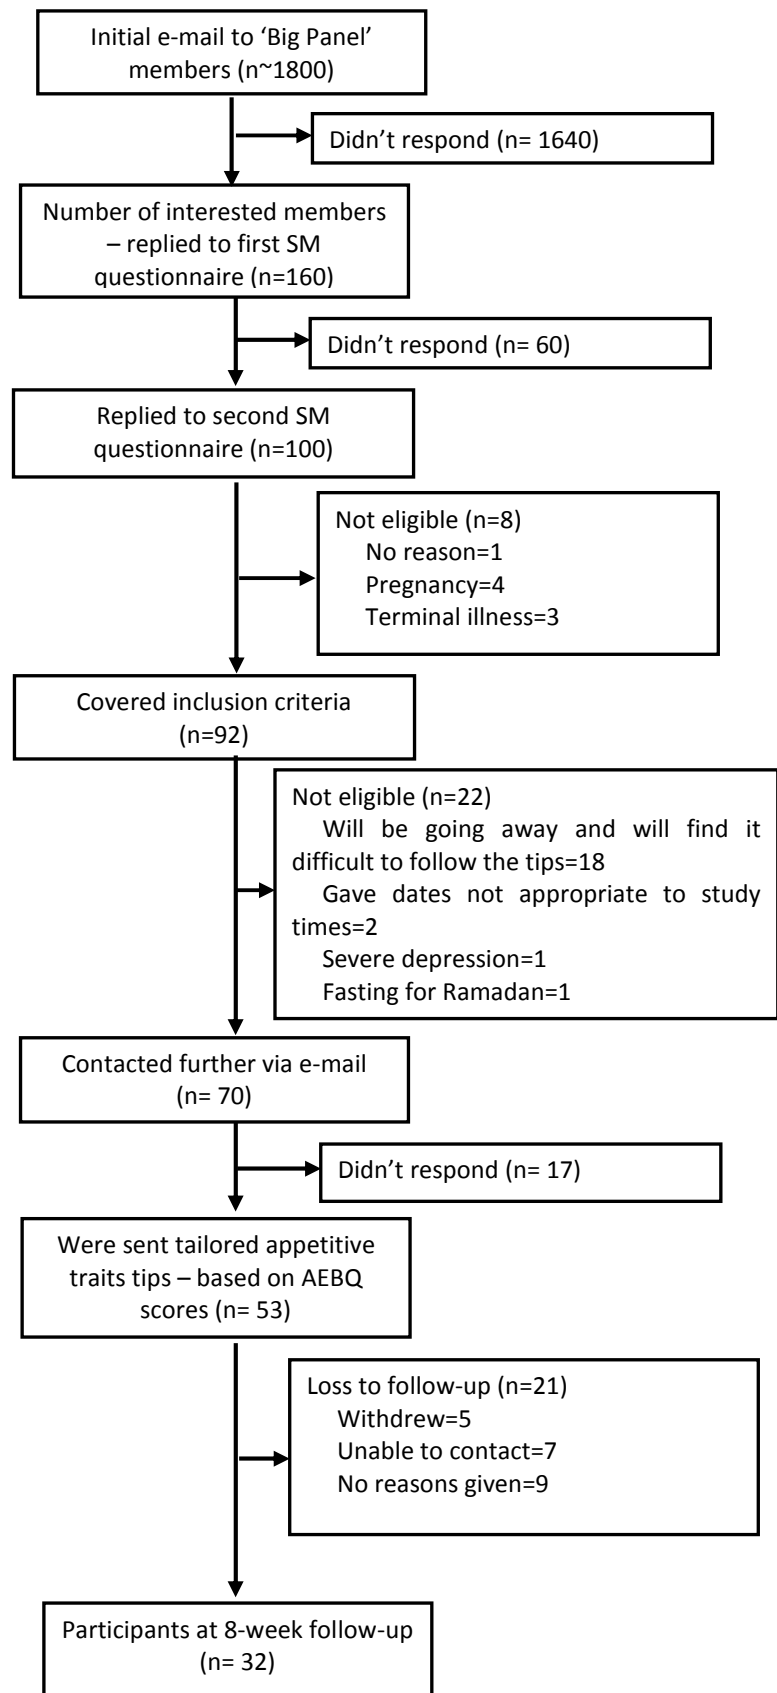 Initial e-mail to ‘Big Panel’
members (n~1800)
Didn’t respond (n= 1640)
Number of interested members
– replied to first SM
questionnaire (n=160)
Didn’t respond (n= 60)
Replied to second SM
questionnaire (n=100)
Not eligible (n=8)
No reason=1
Pregnancy=4
Terminal illness=3
Covered inclusion criteria
(n=92)
Not eligible (n=22)
Will be going away and will find it
difficult to follow the tips=18
Gave dates not appropriate to study
times=2
Severe depression=1
Fasting for Ramadan=1
Contacted further via e-mail
(n= 70)
Didn’t respond (n= 17)
Were sent tailored appetitive
traits tips – based on AEBQ
scores (n= 53)
Loss to follow-up (n=21)
Withdrew=5
Unable to contact=7
No reasons given=9
Participants at 8-week follow-up
(n= 32)